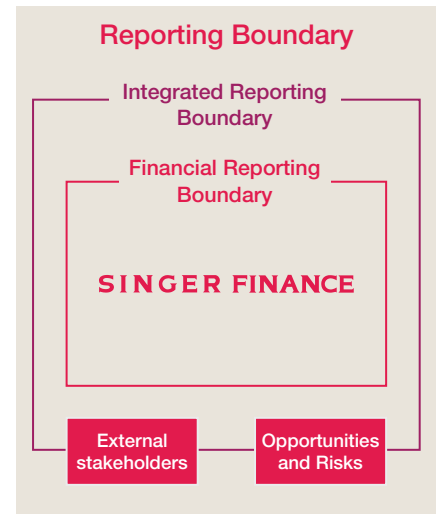 Reporting Boundary
Integrated Reporting
Boundary
Financial Reporting
Boundary
SINGER FINANCE
External
stakeholders
Opportunities
and Risks